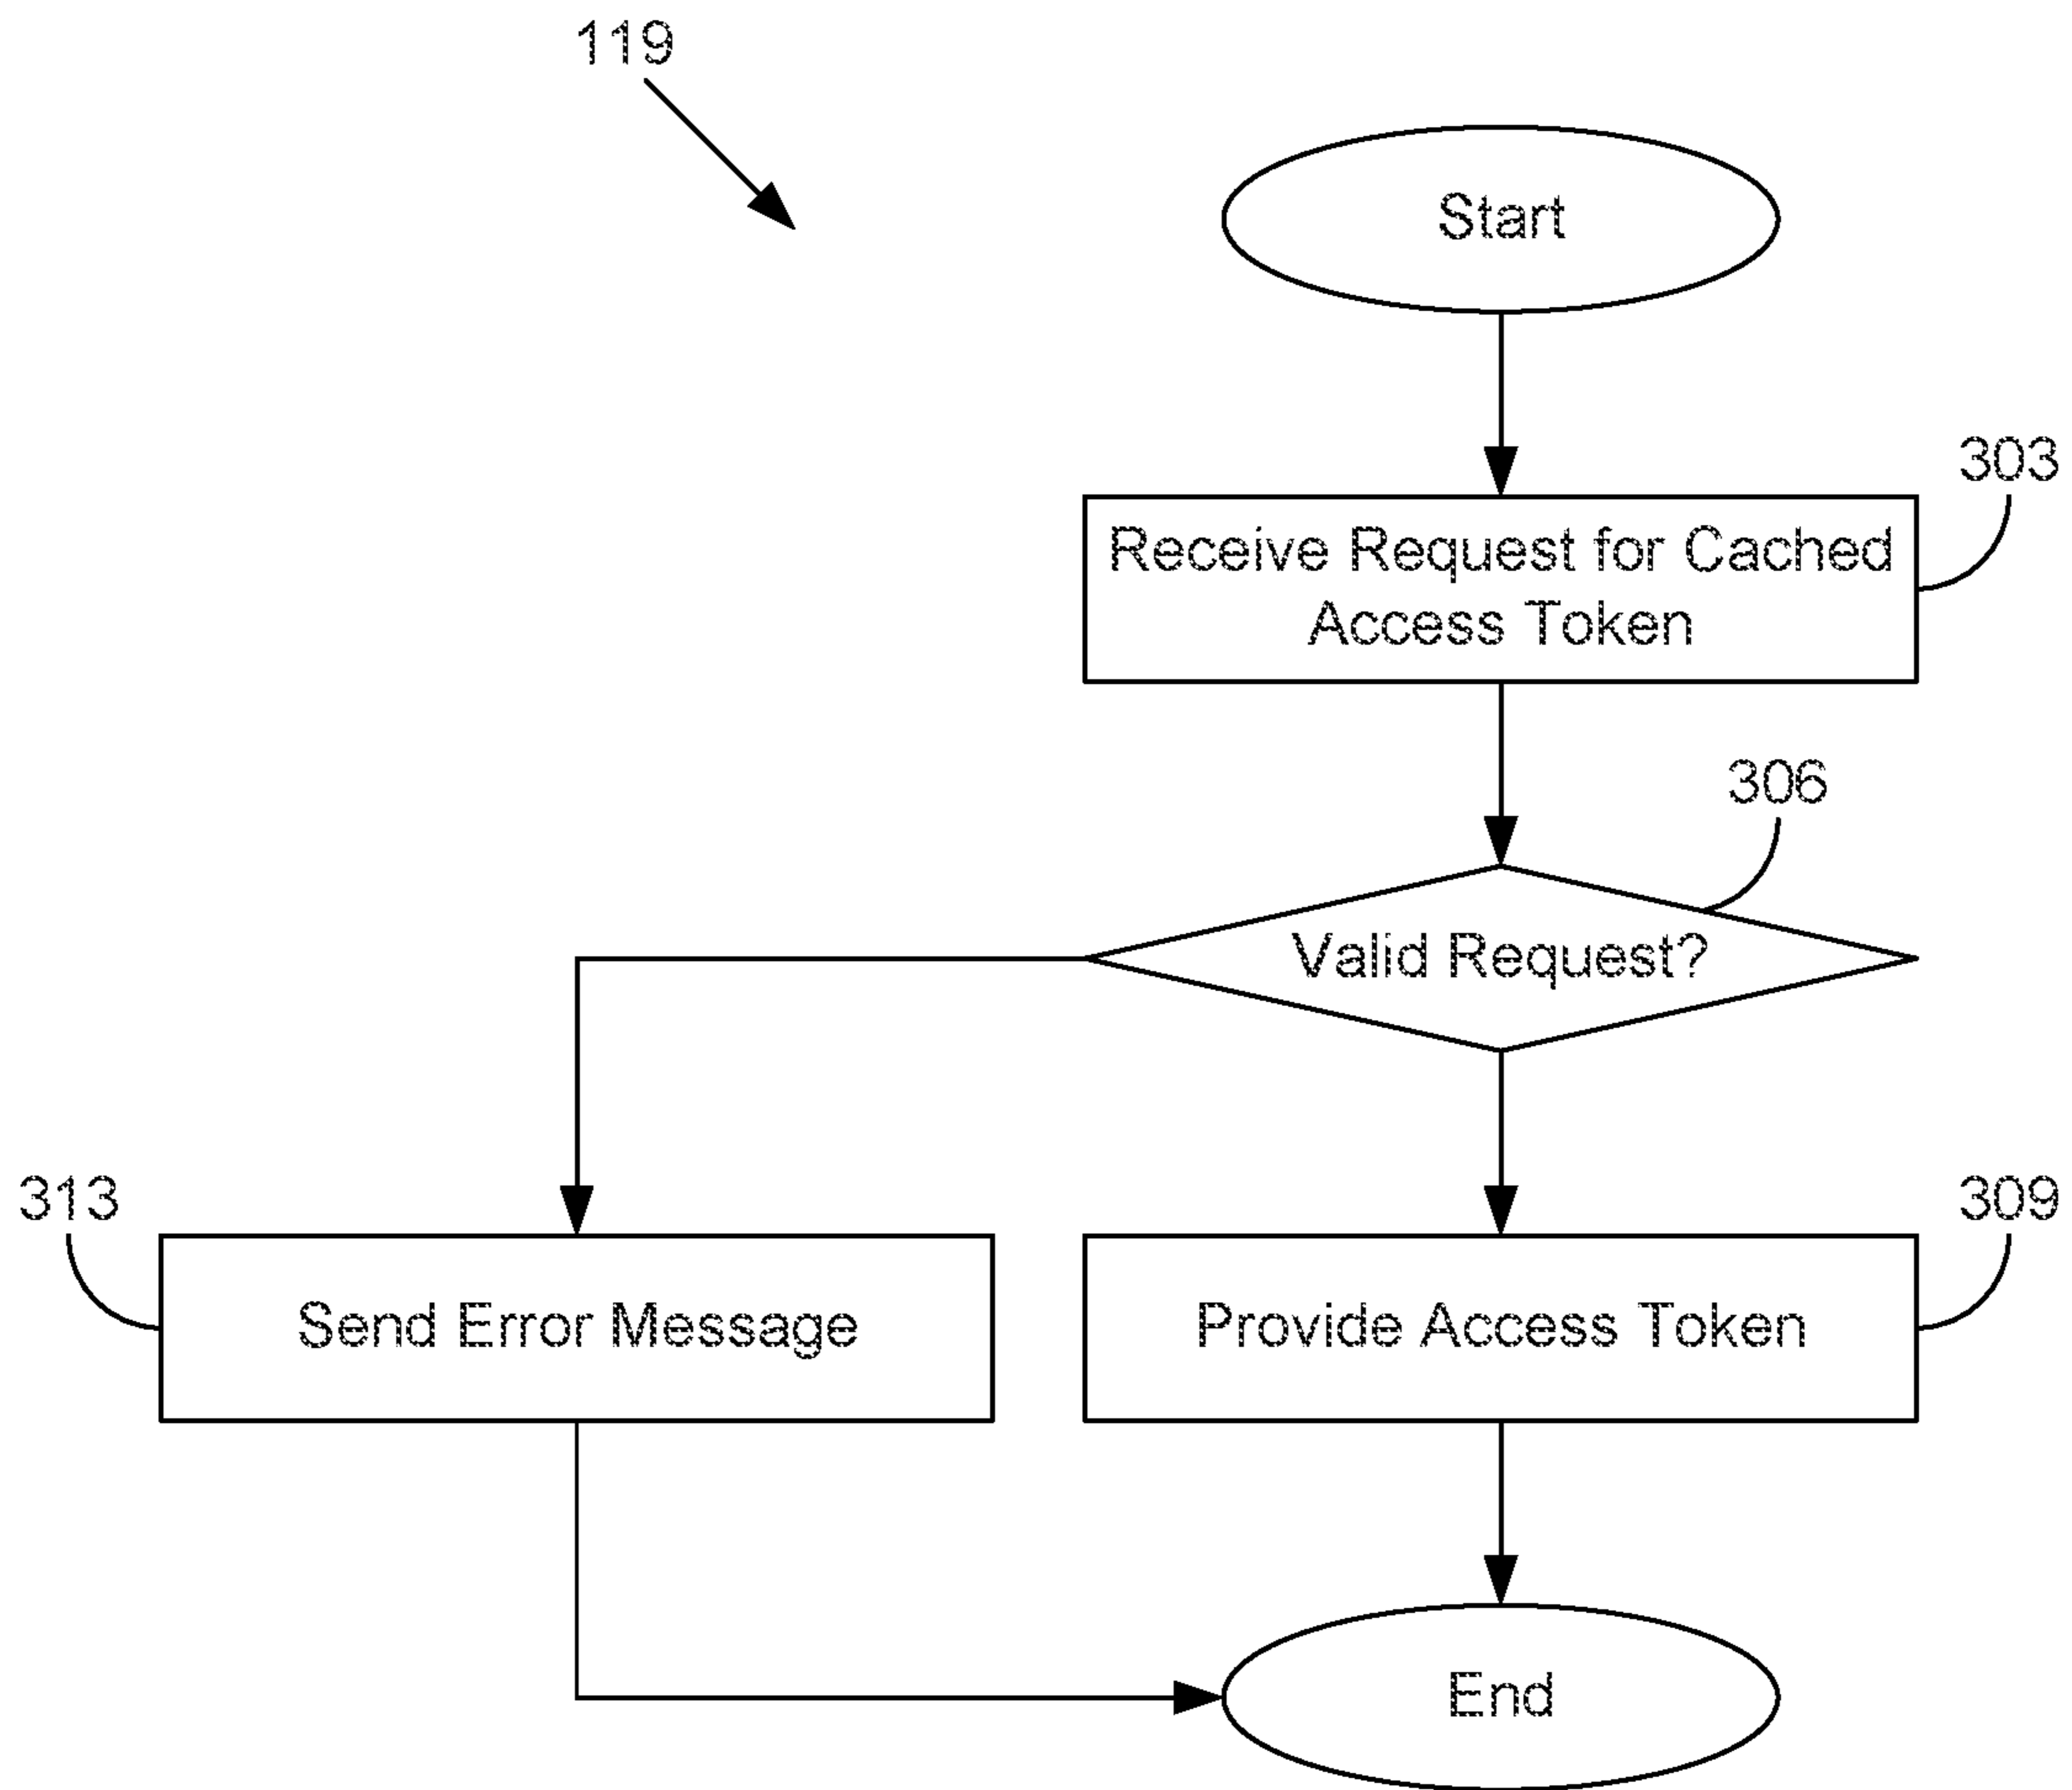 119
Start
303
Receive Request for Cached
Access Token
306
Valid Request?
313
309
Send Error Message
Provide Access Token
End